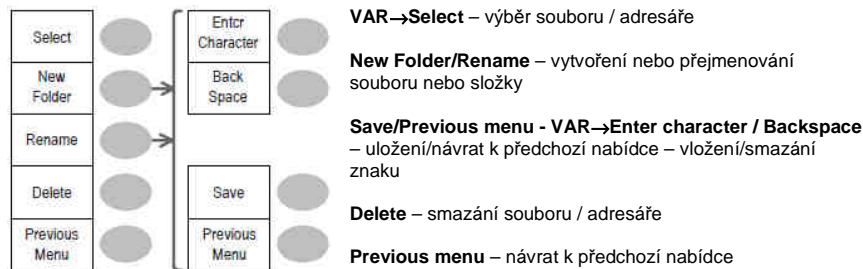 Select
New
Folder
Rename
Delete
Previous
Menu
Enter
Character
Back
Space
Save
Previous
Menu
VAR→Select – výběr souboru / adresáře
New Folder/Rename – vytvoření nebo přejmenování
souboru nebo složky
Save/Previous menu - VAR→Enter character / Backspace
– uložení/návrat k předchozí nabídce – vložení/smazání
znaku
Delete – smazání souboru / adresáře
Previous menu – návrat k předchozí nabídce